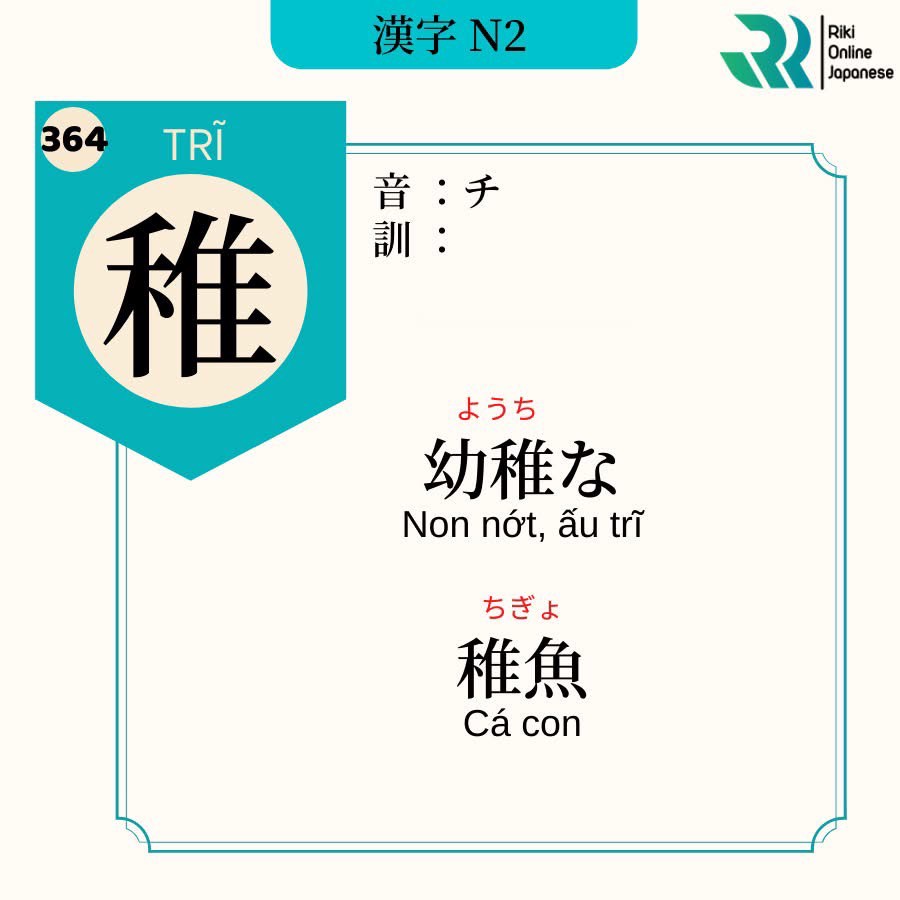 漢字 N2
Riki
Online
Japanese
364
TRĨ
稚
音 ：チ
訓 ：
ようち
幼稚な
Non nớt, ấu trĩ
ちぎょ
稚魚
Cá con